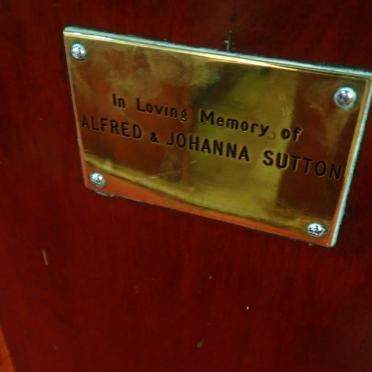 In Loving Memory of
ALFRED & JOHANNA SUTTON